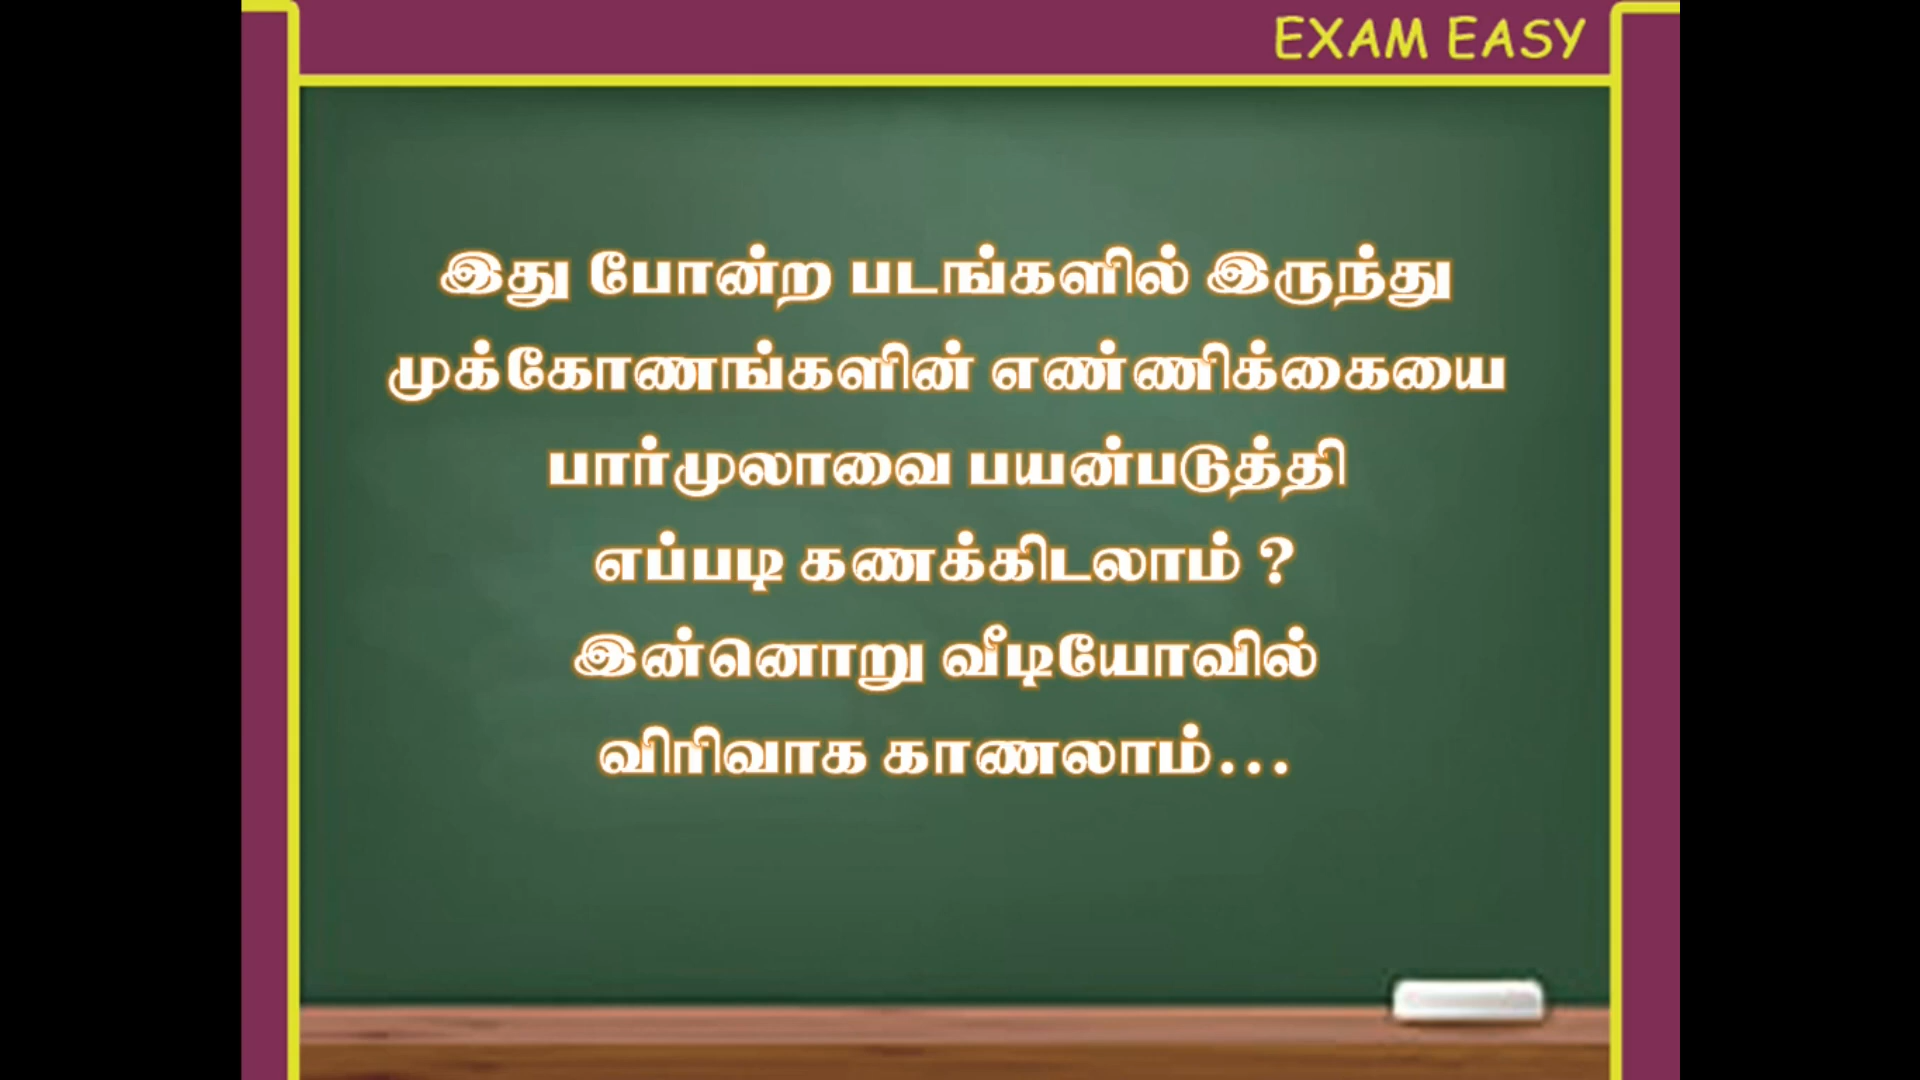 EXAM EASY
இது போன்ற படங்களில் இருந்து
முக்கோணங்களின் எண்ணிக்கையை
பார்முலாவை பயன்படுத்தி
எப்படி கணக்கிடலாம் ?
இன்னொறு வீடியோவில்
விரிவாக காணலாம்...